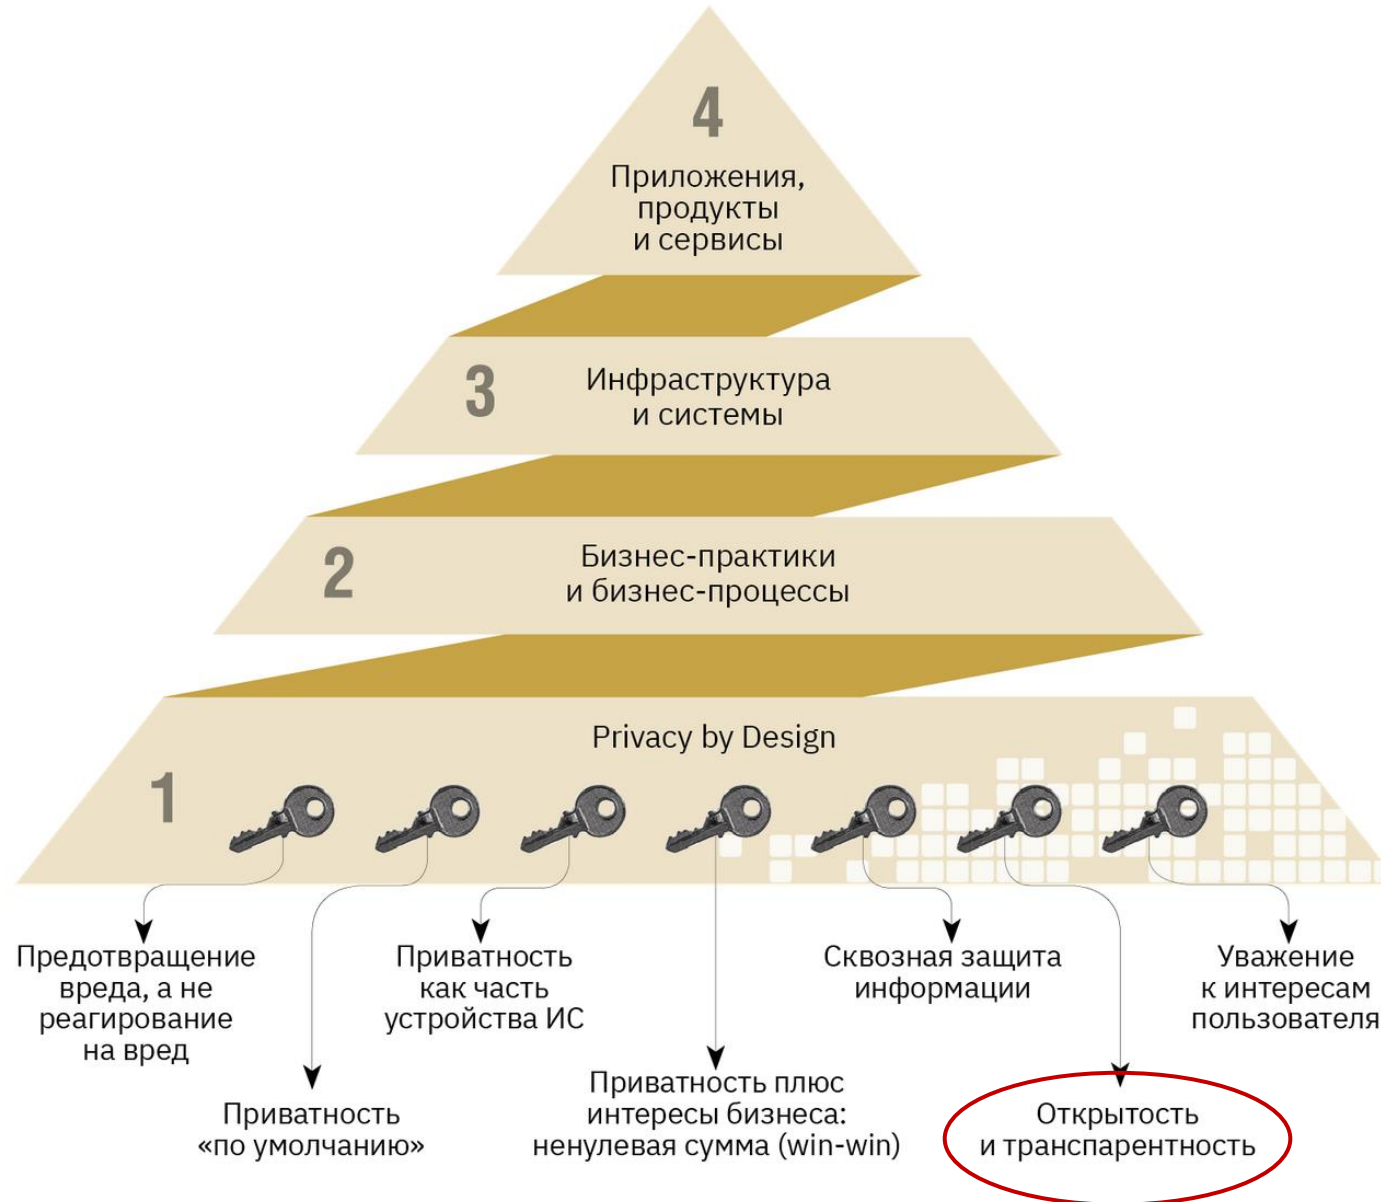 4
Приложения,
продукты
и сервисы
3
Инфраструктура
и системы
2
Бизнес-практики
и бизнес-процессы
Privacy by Design
1
Предотвращение
вреда, а не
реагирование
на вред
Приватность
«по умолчанию»
Приватность
как часть
устройства ИС
Приватность плюс
интересы бизнеса:
ненулевая сумма (win-win)
Сквозная защита
информации
Открытость
и транспарентность
Уважение
к интересам
пользователя